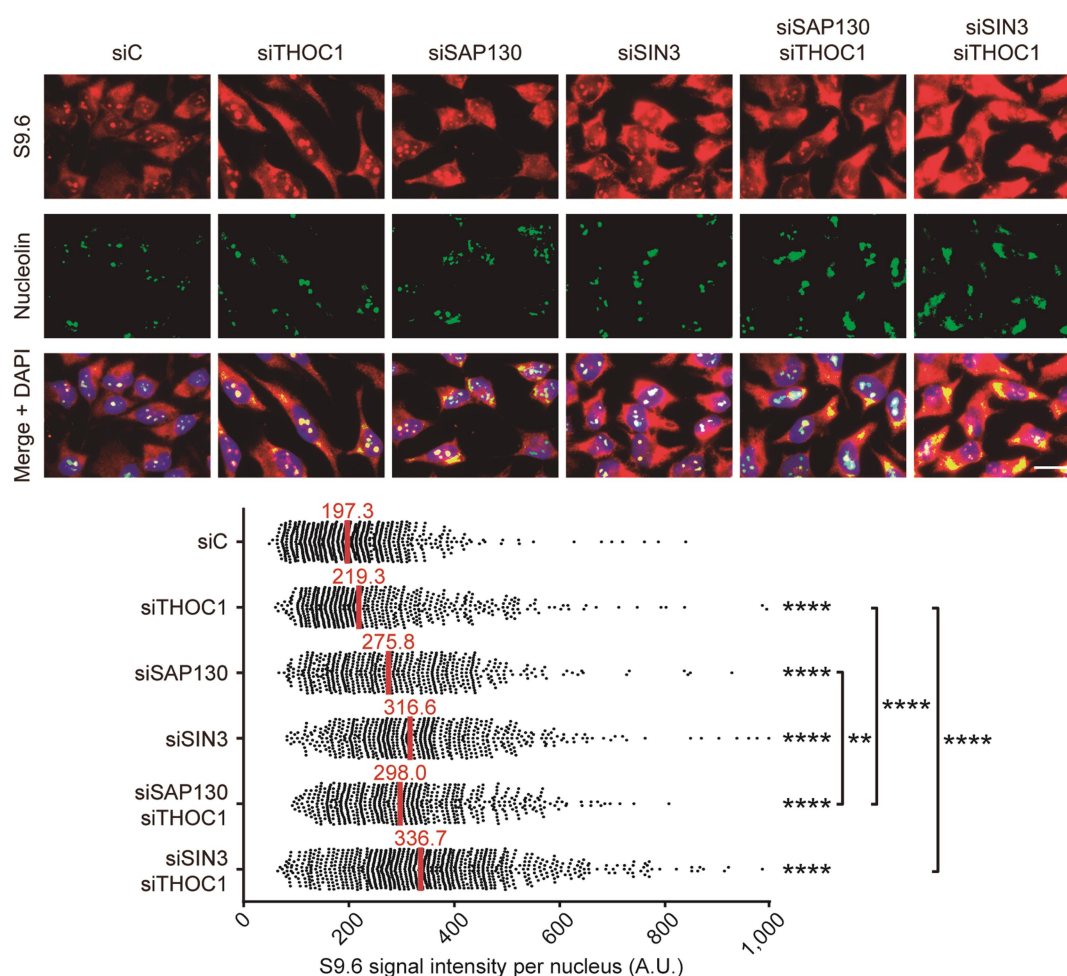 siC
siTHOC1
siSAP130
siSIN3
siSAP130
siTHOC1
siSIN3
siTHOC1
S9.6
Nucleolin
Merge + DAPI
siC
197.3
siTHOC1
219.3
****
siSAP130
275.8
****
siSIN3
316.6
****
**
****
****
siSAP130
siTHOC1
298.0
****
siSIN3
siTHOC1
336.7
****
0
200
400
600
800
1,000
S9.6 signal intensity per nucleus (A.U.)